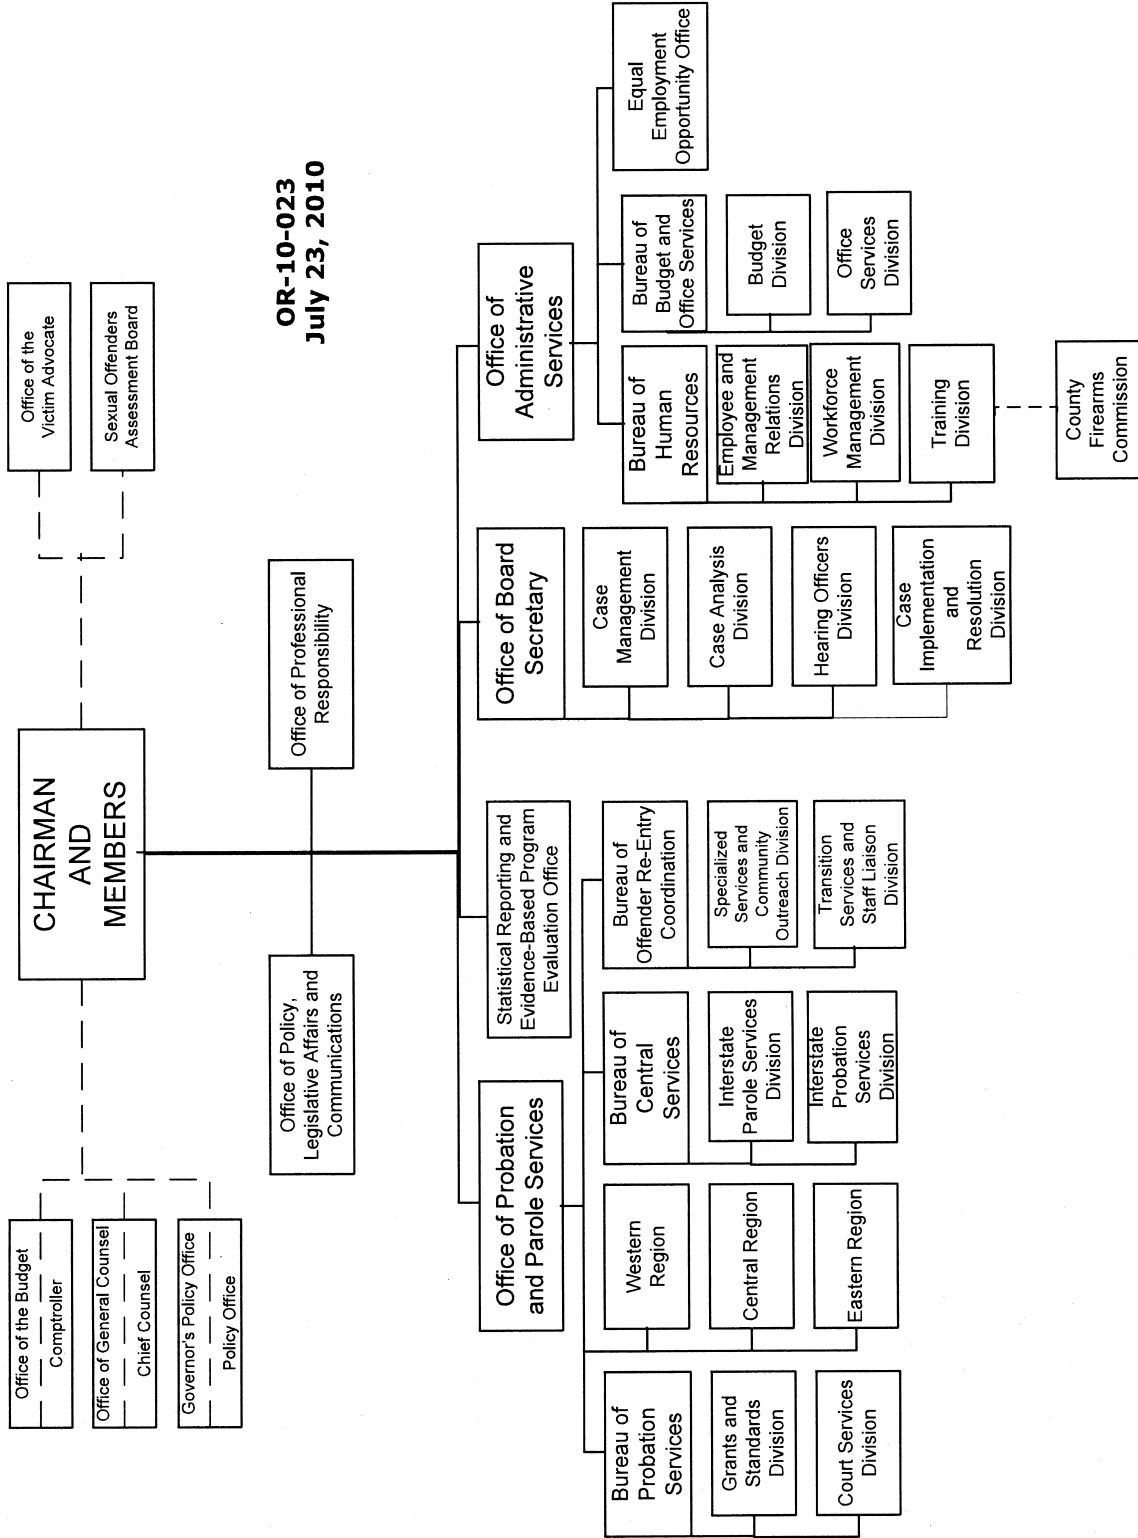 CHAIRMAN
AND
MEMBERS
Office of the Budget
Comptroller
Office of General Counsel
Chief Counsel
Governor's Policy Office
Policy Office
Office of the
Victim Advocate
Sexual Offenders
Assessment Board
Office of Policy,
Legislative Affairs and
Communications
Office of Professional
Responsibility
OR-10-023
July 23, 2010
Office of Probation
and Parole Services
Statistical Reporting and
Evidence-Based Program
Evaluation Office
Office of Board
Secretary
Office of
Administrative
Services
Bureau of
Probation
Services
Grants and
Standards
Division
Court Services
Division
Western
Region
Central Region
Eastern Region
Bureau of
Central
Services
Interstate
Parole Services
Division
Interstate
Probation
Services
Division
Bureau of
Offender Re-Entry
Coordination
Specialized
Services and
Community
Outreach Division
Transition
Services and
Staff Liaison
Division
Case
Management
Division
Case Analysis
Division
Hearing Officers
Division
Case
Implementation
and
Resolution
Division
Bureau of
Human
Resources
Employee and
Management
Relations
Division
Workforce
Management
Division
Training
Division
County
Firearms
Commission
Bureau of
Budget and
Office Services
Budget
Division
Office
Services
Division
Equal
Employment
Opportunity Office